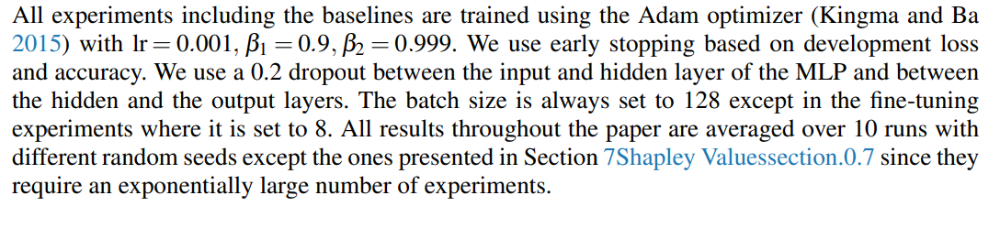 All experiments including the baselines are trained using the Adam optimizer (Kingma and Ba
2015) with lr = 0.001, β1 = 0.9, β2 = 0.999. We use early stopping based on development loss
and accuracy. We use a 0.2 dropout between the input and hidden layer of the MLP and between
the hidden and the output layers. The batch size is always set to 128 except in the fine-tuning
experiments where it is set to 8. All results throughout the paper are averaged over 10 runs with
different random seeds except the ones presented in Section 7Shapley Valuessection.0.7 since they
require an exponentially large number of experiments.